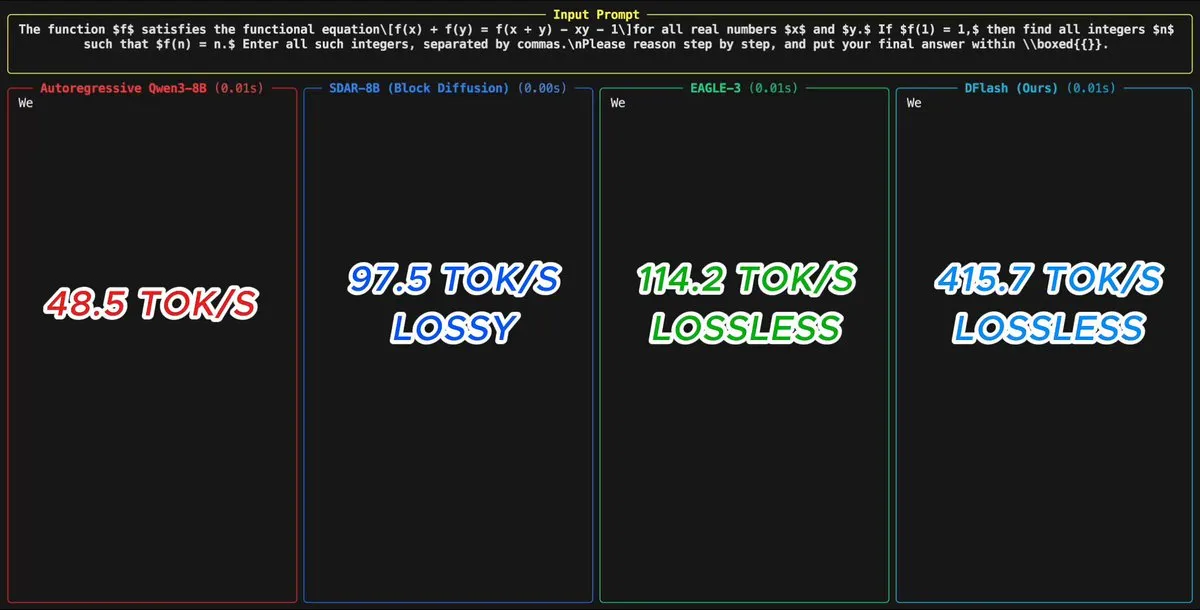 Input Prompt
The function $f$ satisfies the functional equation\[f(x) + f(y) = f(x + y) − xy − 1\]for all real numbers $x$ and $y.$ If $f(1) = 1,$ then find all integers $n$
such that $f(n) = n.$ Enter all such integers, separated by commas.\nPlease reason step by step, and put your final answer within \\boxed{{}}.
Autoregressive Qwen3-8B (0.01s)
We
48.5 TOK/S
SDAR-8B (Block Diffusion) (0.00s)
97.5 TOK/S
LOSSY
EAGLE-3 (0.01s)
We
114.2 TOK/S
LOSSLESS
DFlash (Ours) (0.01s)
We
415.7 TOK/S
LOSSLESS